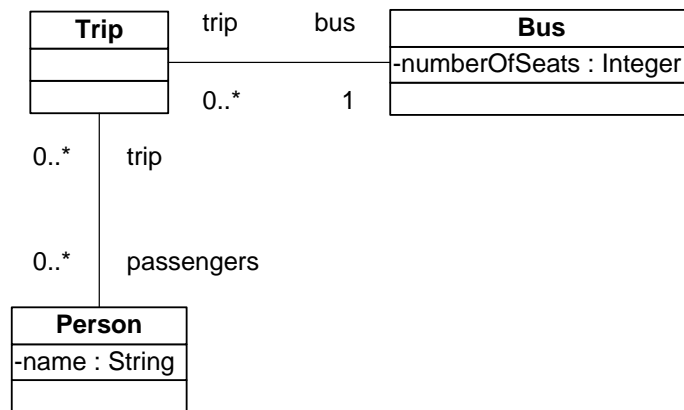 Trip
trip
bus
Bus
-numberOfSeats : Integer
0..*
1
0..*
trip
0..*
passengers
Person
-name : String